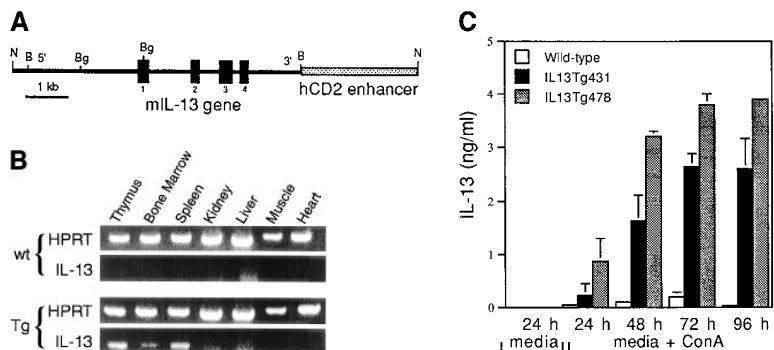 A
N B 5' Bg Bg 3' B N
1 kb
1 2 3 4
mIL-13 gene
hCD2 enhancer
B
Thymus
Bone Marrow
Spleen
Kidney
Liver
Muscle
Heart
wt
HPRT
IL-13
Tg
HPRT
IL-13
C
IL-13 (ng/ml)
5
4
3
2
1
0
Wild-type
IL13Tg431
IL13Tg478
24 h 24 h 48 h 72 h 96 h
media media + ConA